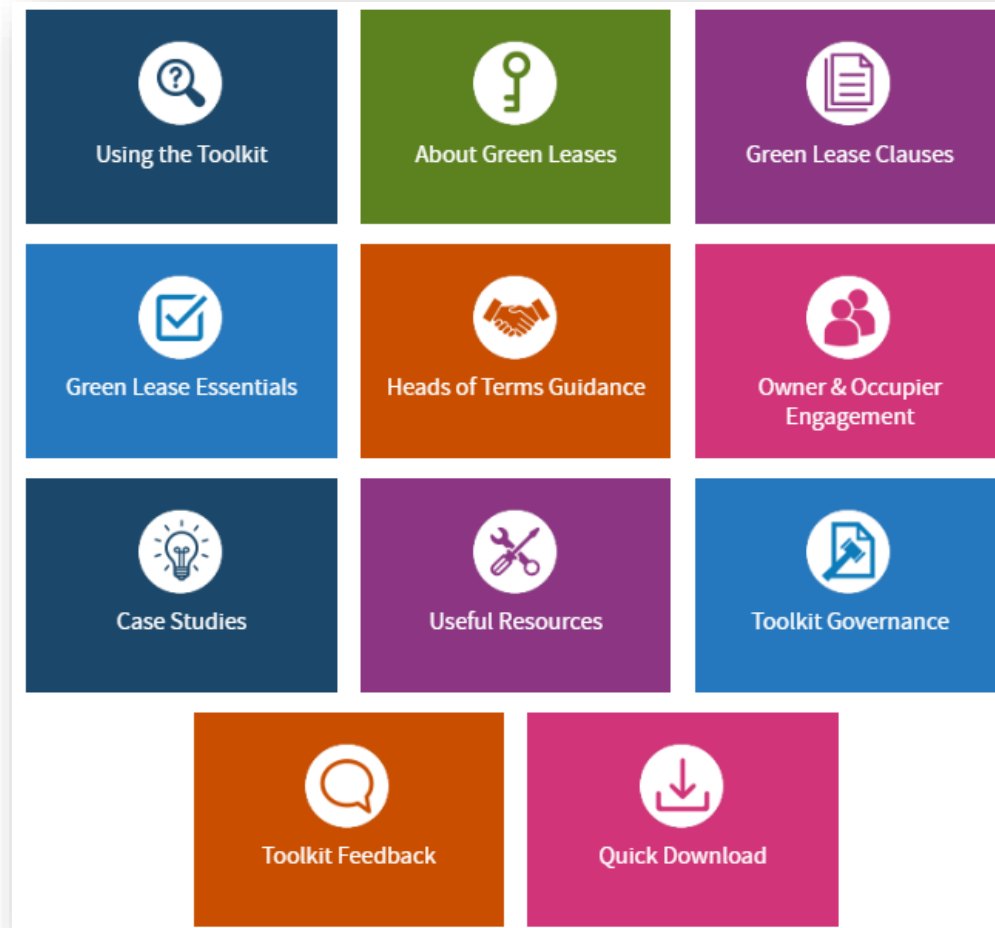 Using the Toolkit
About Green Leases
Green Lease Clauses
Green Lease Essentials
Heads of Terms Guidance
Owner & Occupier
Engagement
Case Studies
Useful Resources
Toolkit Governance
Toolkit Feedback
Quick Download